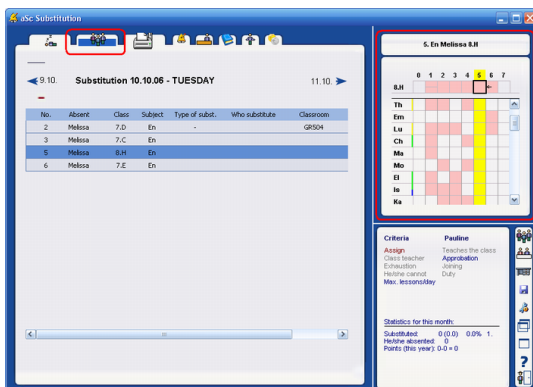 aSc Substitution
9.10. Substitution 10.10.06 - TUESDAY 11.10.
No. Absent Class Subject Type of subst. Who substitute Classroom
2 Melissa 7.D En - GR504
3 Melissa 7.C En
5 Melissa 8.H En
6 Melissa 7.E En
5. En Melissa 8.H
0 1 2 3 4 5 6 7
8.H
Th
Em
Lu
Ch
Ma
Mo
El
Is
Ka
Criteria Pauline
Assign Teaches the class
Class teacher Approbation
Exhaustion Joining
He/she cannot Duty
Max. lessons/day
Statistics for this month:
Substituted: 0 (0.0) 0.0% 1.
He/she absented: 0
Points (this year): 0-0 = 0